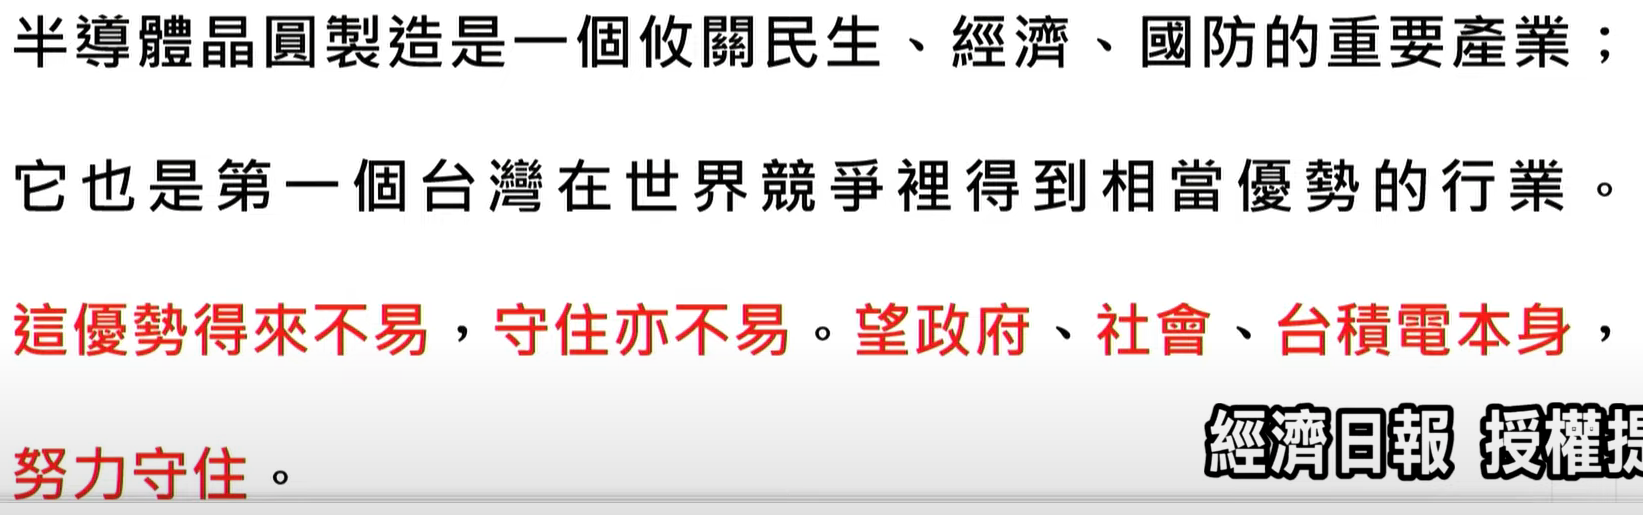 半導體晶圓製造是一個攸關民生、經濟、國防的重要產業；
它也是第一個台灣在世界競爭裡得到相當優勢的行業。
這優勢得來不易，守住亦不易。望政府、社會、台積電本身，
努力守住。
經濟日報 授權提